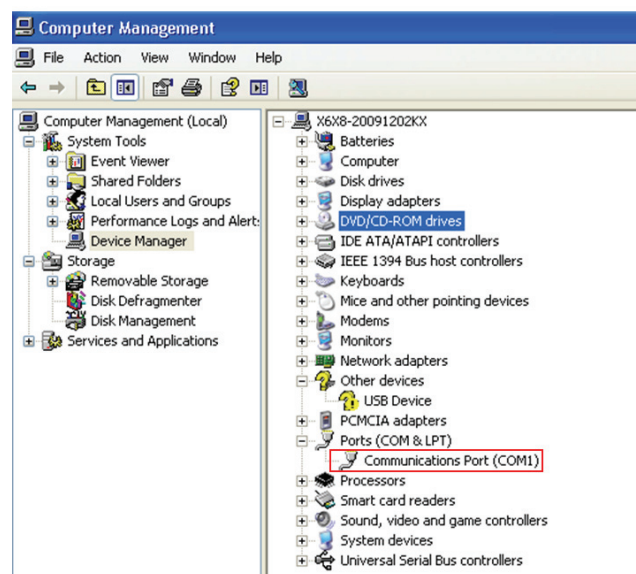 Computer Management
File Action View Window Help
Computer Management (Local)
System Tools
Event Viewer
Shared Folders
Local Users and Groups
Performance Logs and Alert:
Device Manager
Storage
Removable Storage
Disk Defragmenter
Disk Management
Services and Applications
X6X8-20091202KX
Batteries
Computer
Disk drives
Display adapters
DVD/CD-ROM drives
IDE ATA/ATAPI controllers
IEEE 1394 Bus host controllers
Keyboards
Mice and other pointing devices
Modems
Monitors
Network adapters
Other devices
USB Device
PCMCIA adapters
Ports (COM & LPT)
Communications Port (COM1)
Processors
Smart card readers
Sound, video and game controllers
System devices
Universal Serial Bus controllers